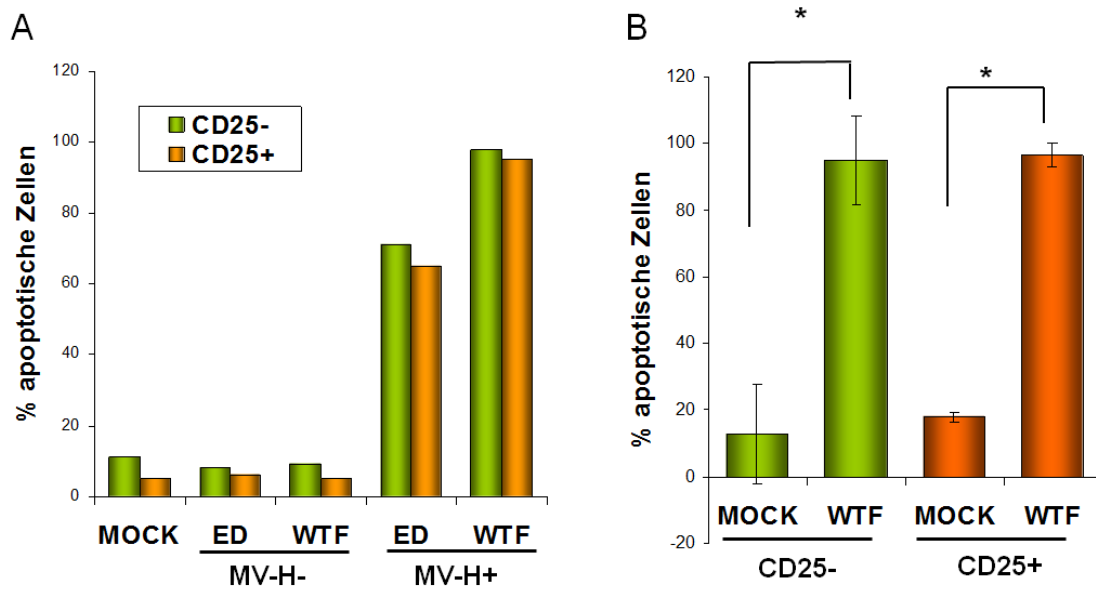 A
% apoptotische Zellen
120
100
80
60
40
20
0
CD25-
CD25+
MOCK ED WTF ED WTF
MV-H- MV-H+
B
% apoptotische Zellen
* *
120
100
80
60
40
20
0
-20
MOCK WTF MOCK WTF
CD25- CD25+